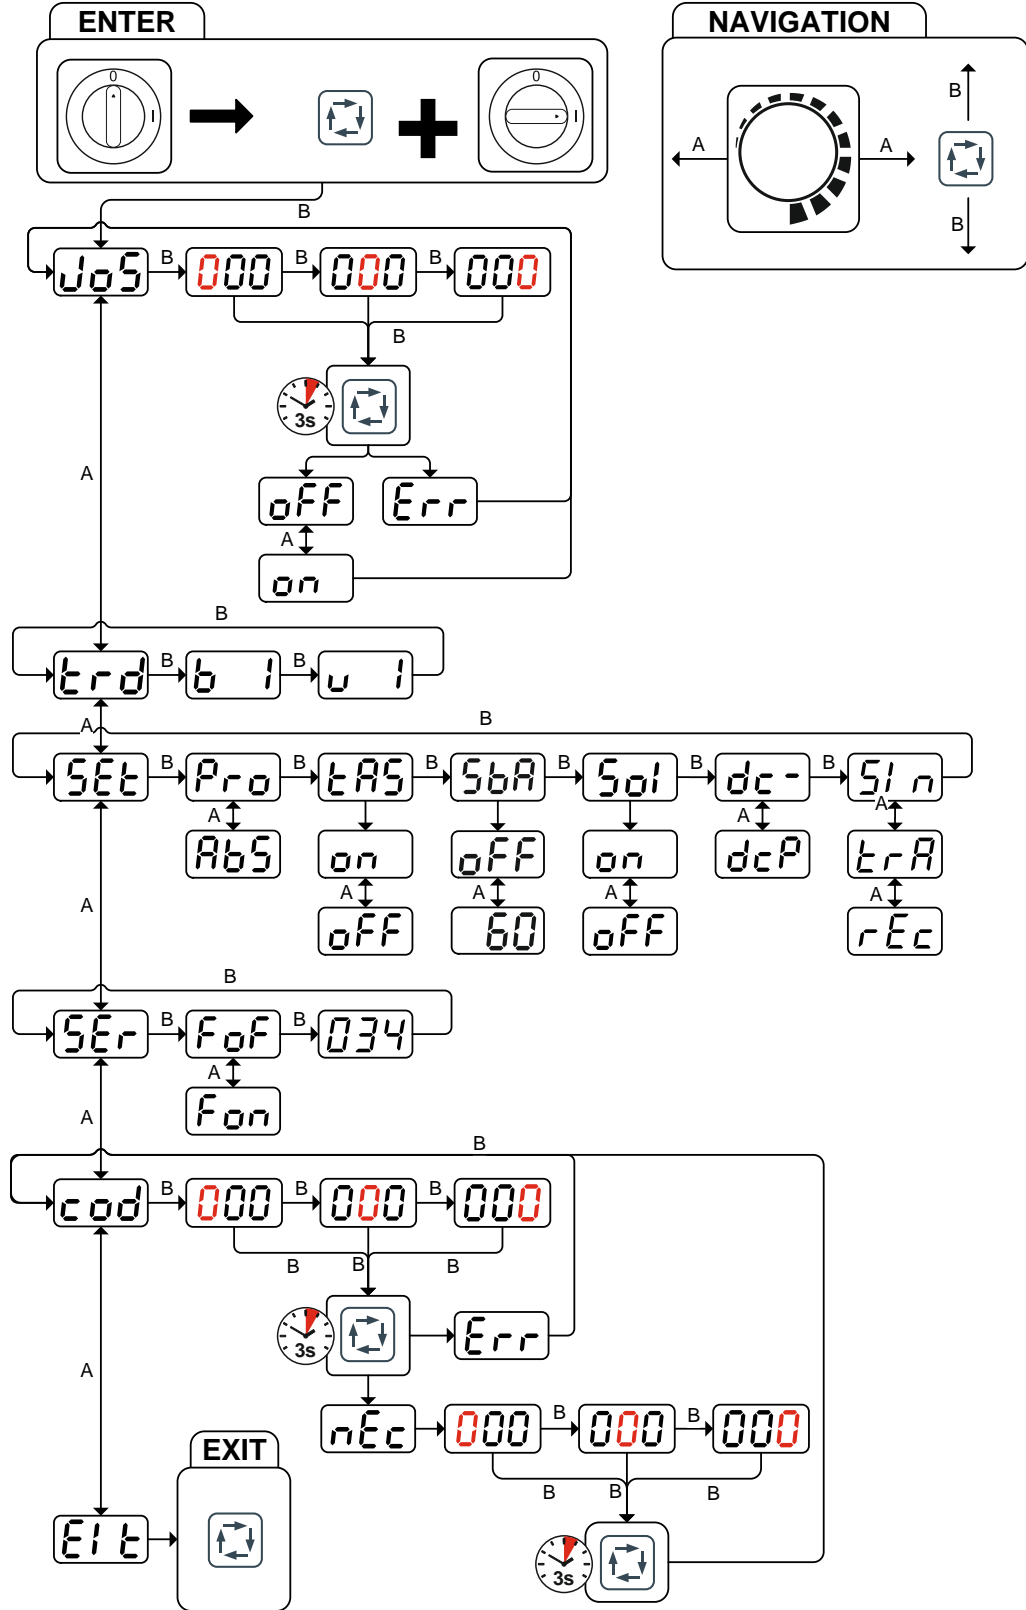 ENTER
NAVIGATION
0
I
0
I
B
A
A
B
B
JoS
B
000
B
000
B
000
B
3s
A
oFF
Err
A
on
B
trd
B
b 1
B
u 1
A
B
SEt
B
Pro
B
tAS
B
SbA
B
Sol
B
dc-
B
SIn
A
A
A
AbS
on
oFF
on
dcP
trA
A
A
A
A
A
oFF
60
oFF
rEc
B
SEr
B
FoF
B
034
A
Fon
A
B
cod
B
000
B
000
B
000
B
B
B
3s
Err
A
nEc
000
B
000
B
000
EXIT
B
B
B
EIt
3s